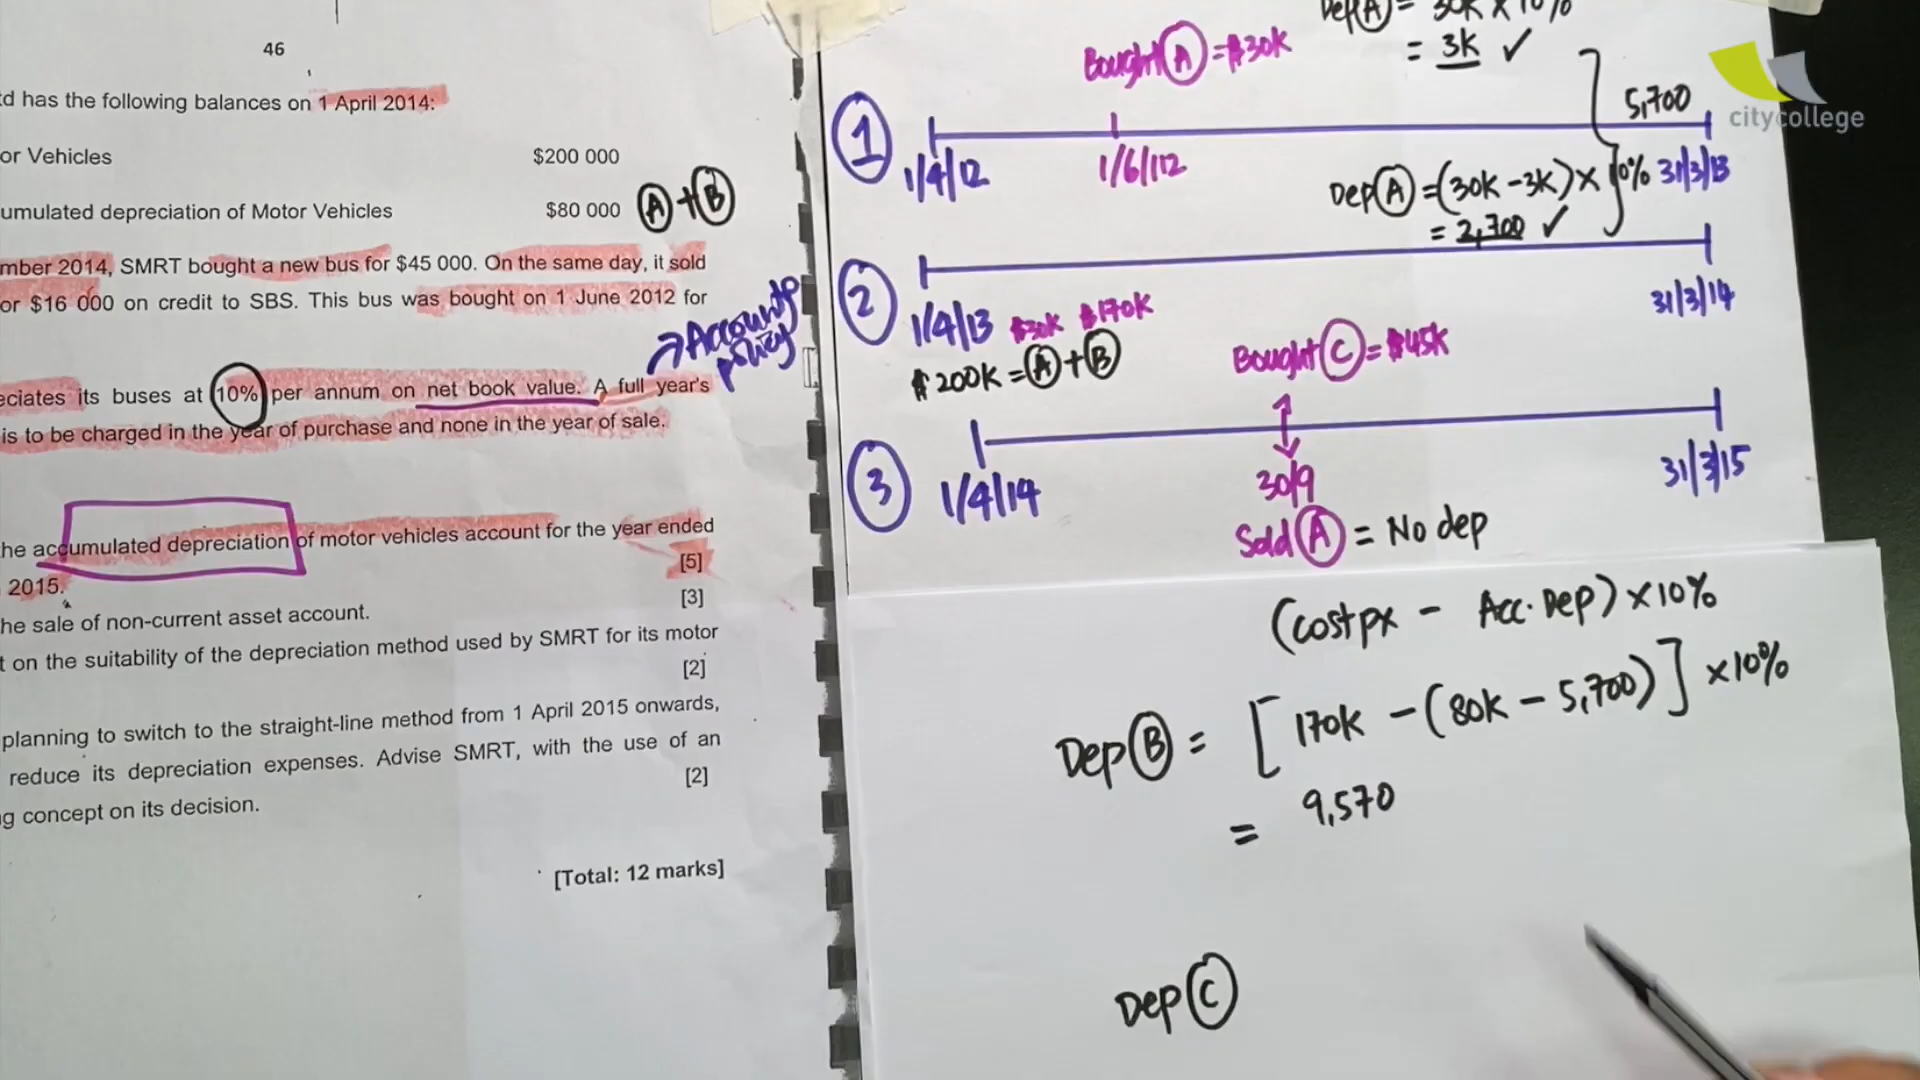 46
td has the following balances on 1 April 2014:
or Vehicles $200 000
umulated depreciation of Motor Vehicles $80 000 A + B
mber 2014, SMRT bought a new bus for $45 000. On the same day, it sold
or $16 000 on credit to SBS. This bus was bought on 1 June 2012 for
→ Accounts policy
eciates its buses at 10% per annum on net book value. A full year's
is to be charged in the year of purchase and none in the year of sale.
he accumulated depreciation of motor vehicles account for the year ended
2015. [5]
he sale of non-current asset account. [3]
t on the suitability of the depreciation method used by SMRT for its motor
[2]
planning to switch to the straight-line method from 1 April 2015 onwards,
reduce its depreciation expenses. Advise SMRT, with the use of an
g concept on its decision. [2]
[Total: 12 marks]
Dep A = 30K x 10%
= 3K ✓
Bought A = $30K
5,700
citycollege
1
1/4/12 1/6/112 31/3/13
Dep A = (30K - 3K) x 10%
= 2,700 ✓
2
1/4/13 31/3/14
$30K $170K
$200K = A + B
Bought C = $45K
3
1/4/14 30/9 31/3/15
Sold A = No dep
(cost px - Acc. Dep) x 10%
Dep B = [170K - (80K - 5,700)] x 10%
= 9,570
Dep C